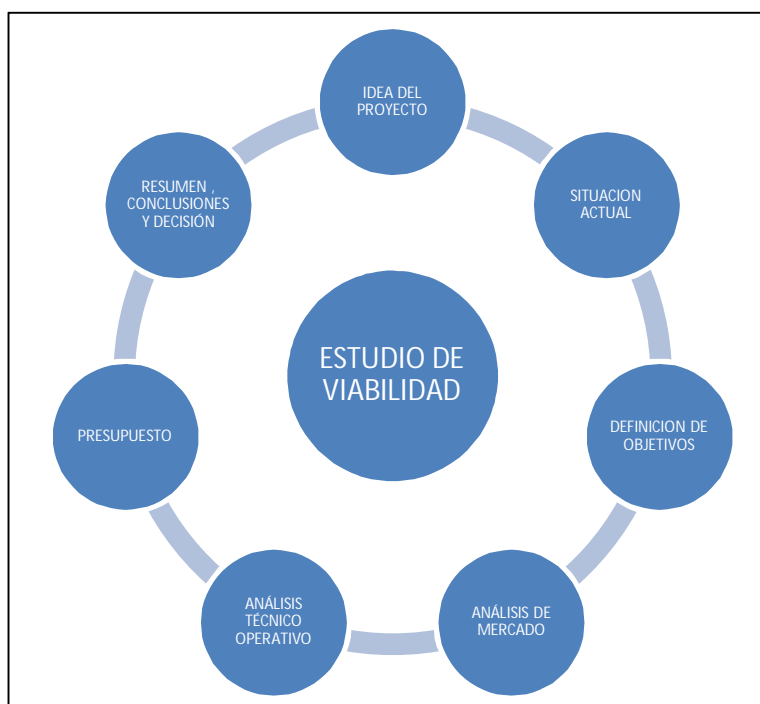 IDEA DEL
PROYECTO
SITUACION
ACTUAL
DEFINICION DE
OBJETIVOS
ANÁLISIS DE
MERCADO
ANÁLISIS
TÉCNICO
OPERATIVO
PRESUPUESTO
RESUMEN ,
CONCLUSIONES
Y DECISIÓN
ESTUDIO DE
VIABILIDAD